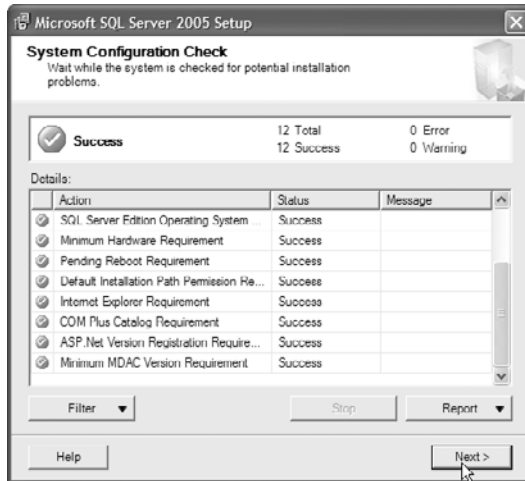 Microsoft SQL Server 2005 Setup
System Configuration Check
Wait while the system is checked for potential installation
problems.
Success
12 Total
0 Error
12 Success
0 Warning
Details:
Action Status Message
SQL Server Edition Operating System ... Success
Minimum Hardware Requirement Success
Pending Reboot Requirement Success
Default Installation Path Permission Re... Success
Internet Explorer Requirement Success
COM Plus Catalog Requirement Success
ASP.Net Version Registration Require... Success
Minimum MDAC Version Requirement Success
Filter Stop Report
Help Next >